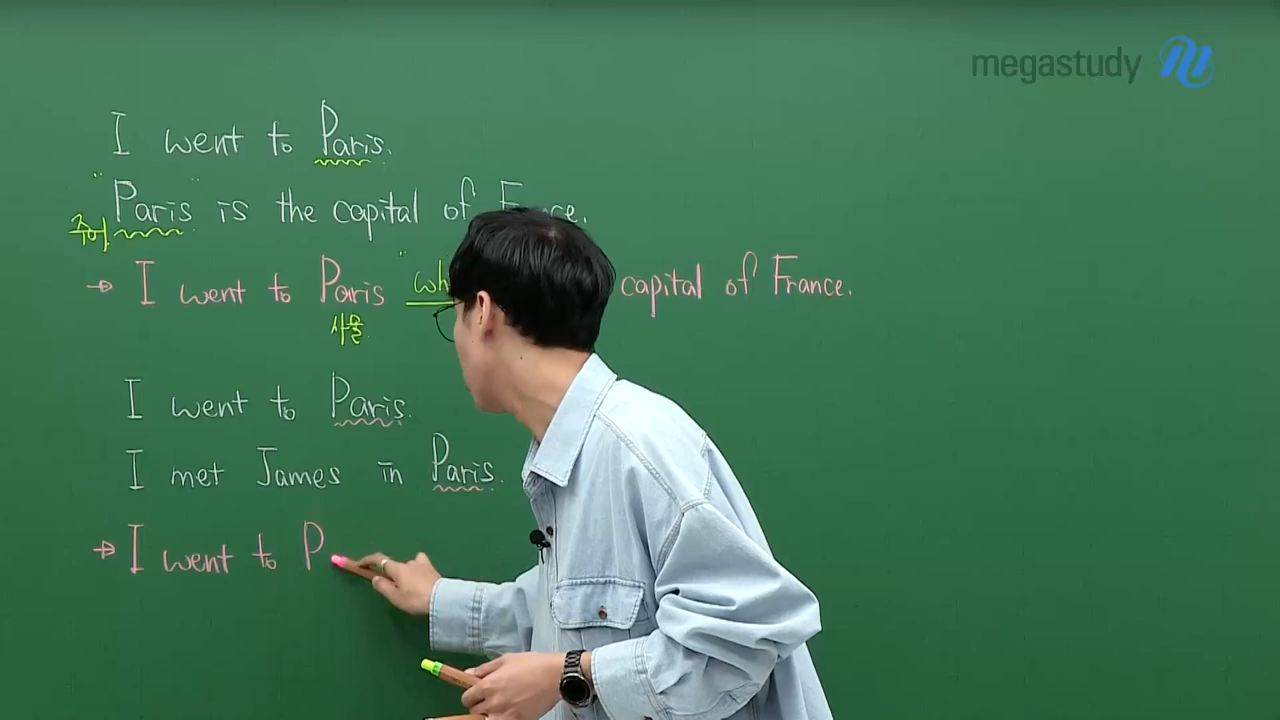 megastudy
I went to Paris.
"Paris" is the capital of
주어
→ I went to Paris " capital of France.
사물
I went to Paris.
I met James in Paris.
→ I went to P